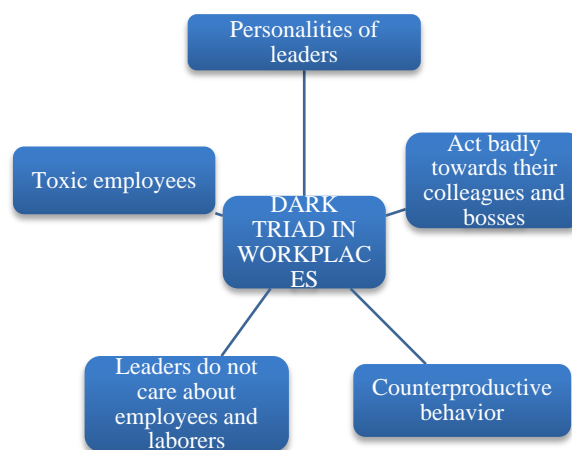 Personalities of
leaders
Act badly
towards their
colleagues and
bosses
Toxic employees
DARK
TRIAD IN
WORKPLAC
ES
Leaders do not
care about
employees and
laborers
Counterproductive
behavior